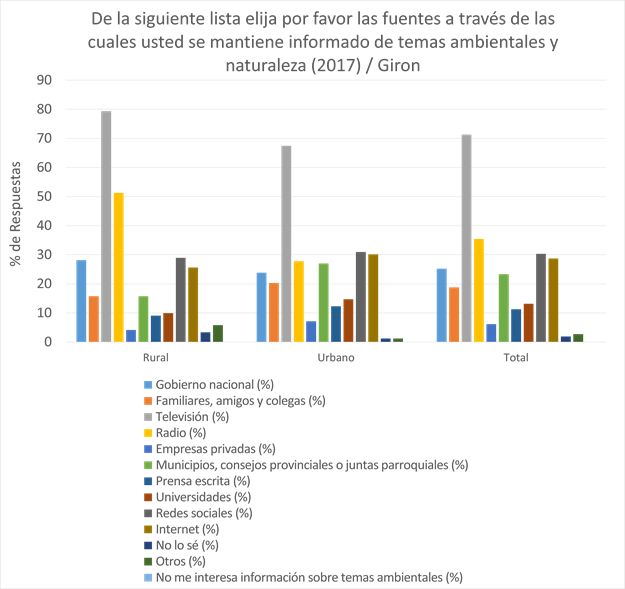 De la siguiente lista elija por favor las fuentes a través de las
cuales usted se mantiene informado de temas ambientales y
naturaleza (2017) / Giron
90
80
70
60
50
40
30
20
10
0
% de Respuestas
Rural
Urbano
Total
Gobierno nacional (%)
Familiares, amigos y colegas (%)
Televisión (%)
Radio (%)
Empresas privadas (%)
Municipios, consejos provinciales o juntas parroquiales (%)
Prensa escrita (%)
Universidades (%)
Redes sociales (%)
Internet (%)
No lo sé (%)
Otros (%)
No me interesa información sobre temas ambientales (%)